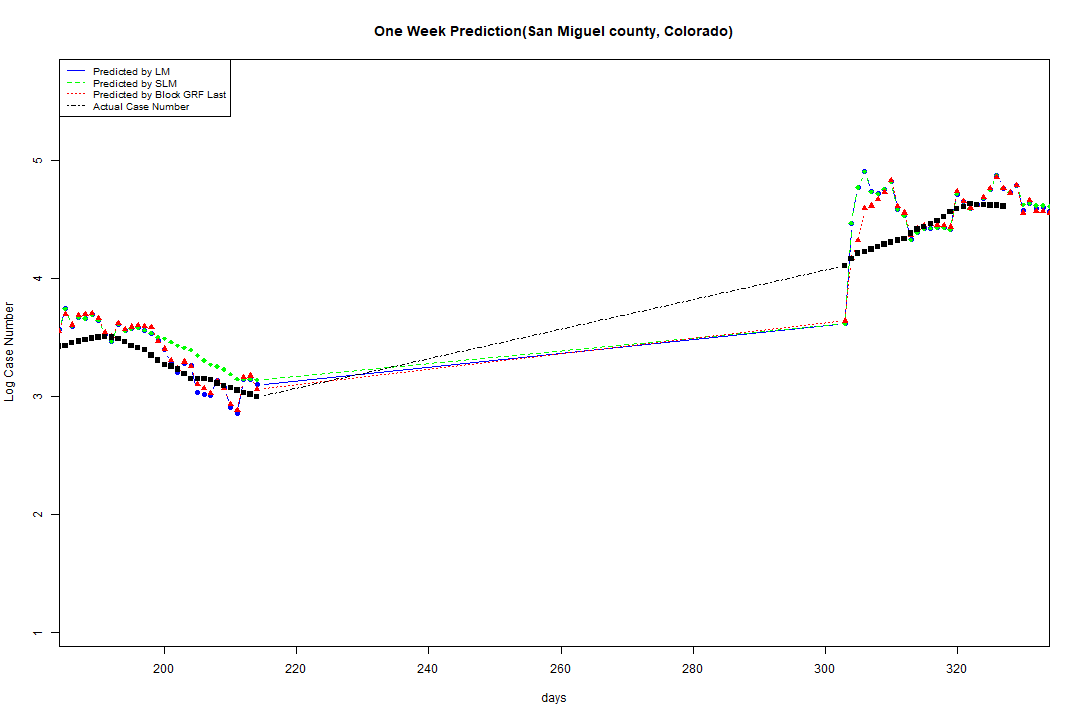 One Week Prediction(San Miguel county, Colorado)
Predicted by LM
Predicted by SLM
Predicted by Block GRF Last
Actual Case Number
Log Case Number
5
4
3
2
1
200 220 240 260 280 300 320
days